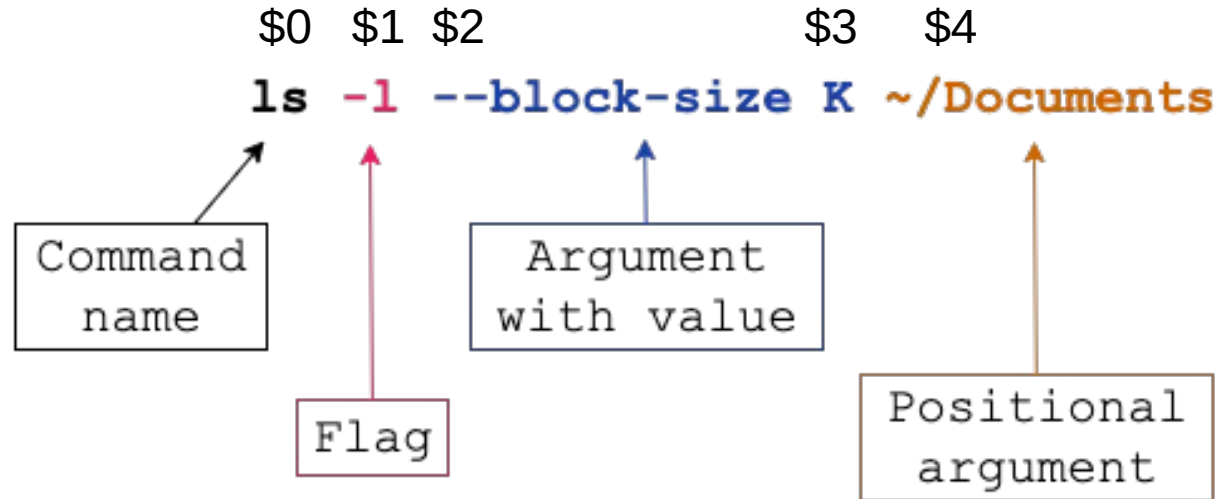 $0 $1 $2 $3 $4
ls -l --block-size K ~/Documents
Command
name
Argument
with value
Flag
Positional
argument